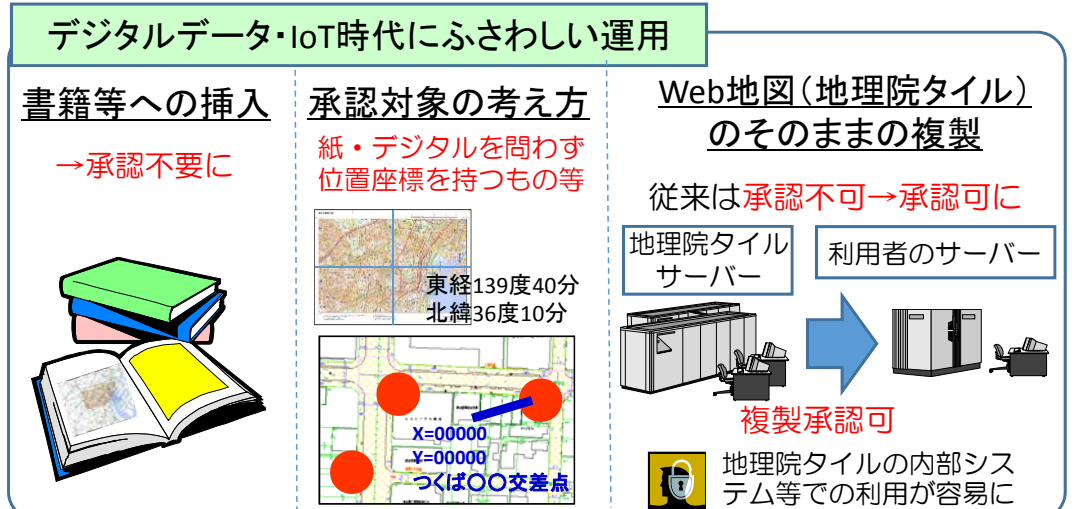 デジタルデータ・IoT時代にふさわしい運用
書籍等への挿入
→承認不要に
承認対象の考え方
紙・デジタルを問わず
位置座標を持つもの等
東経139度40分
北緯36度10分
X=00000
Y=00000
つくば〇〇交差点
Web地図(地理院タイル)
のそのままの複製
従来は承認不可→承認可に
地理院タイル
サーバー
利用者のサーバー
複製承認可
地理院タイルの内部シス
テム等での利用が容易に